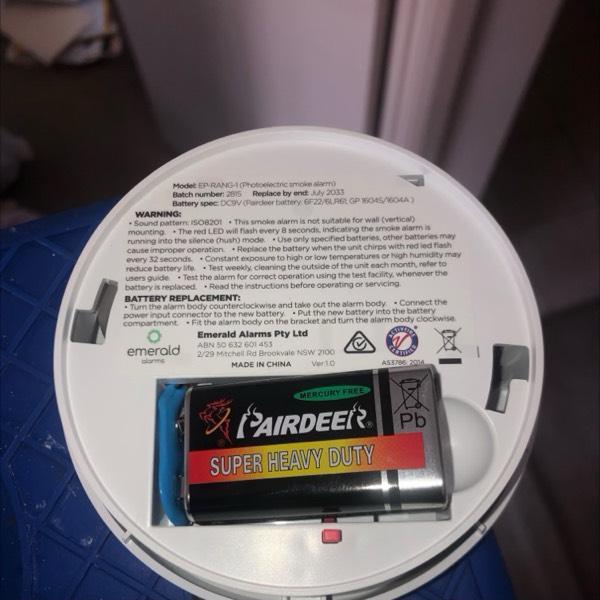 Model: EP-RANG-1 (Photoelectric smoke alarm)
Batch number: 2815 Replace by end: July 2033
Battery spec: DC9V (Pairdeer battery: 6F22/6LR61, GP 1604S/1604A )
WARNING:
• Sound pattern: ISO8201 • This smoke alarm is not suitable for wall (vertical)
mounting. • The red LED will flash every 8 seconds, indicating the smoke alarm is
running into the silence (hush) mode. • Use only specified batteries, other batteries may
cause improper operation. • Replace the battery when the unit chirps with red led flash
every 32 seconds. • Constant exposure to high or low temperatures or high humidity may
reduce battery life. • Test weekly, cleaning the outside of the unit each month, refer to
users guide. • Test the alarm for correct operation using the test facility, whenever the
battery is replaced. • Read the instructions before operating or servicing.
BATTERY REPLACEMENT:
• Turn the alarm body counterclockwise and take out the alarm body. • Connect the
power input connector to the new battery. • Put the new battery into the battery
compartment. • Fit the alarm body on the bracket and turn the alarm body clockwise.
emerald
alarms
Emerald Alarms Pty Ltd
ABN 50 632 601 453
2/29 Mitchell Rd Brookvale NSW 2100
MADE IN CHINA Ver:1.0
ACTIVFIRE
CERTIFIED
AS3786: 2014
MERCURY FREE
PAIRDEER®
SUPER HEAVY DUTY
Pb